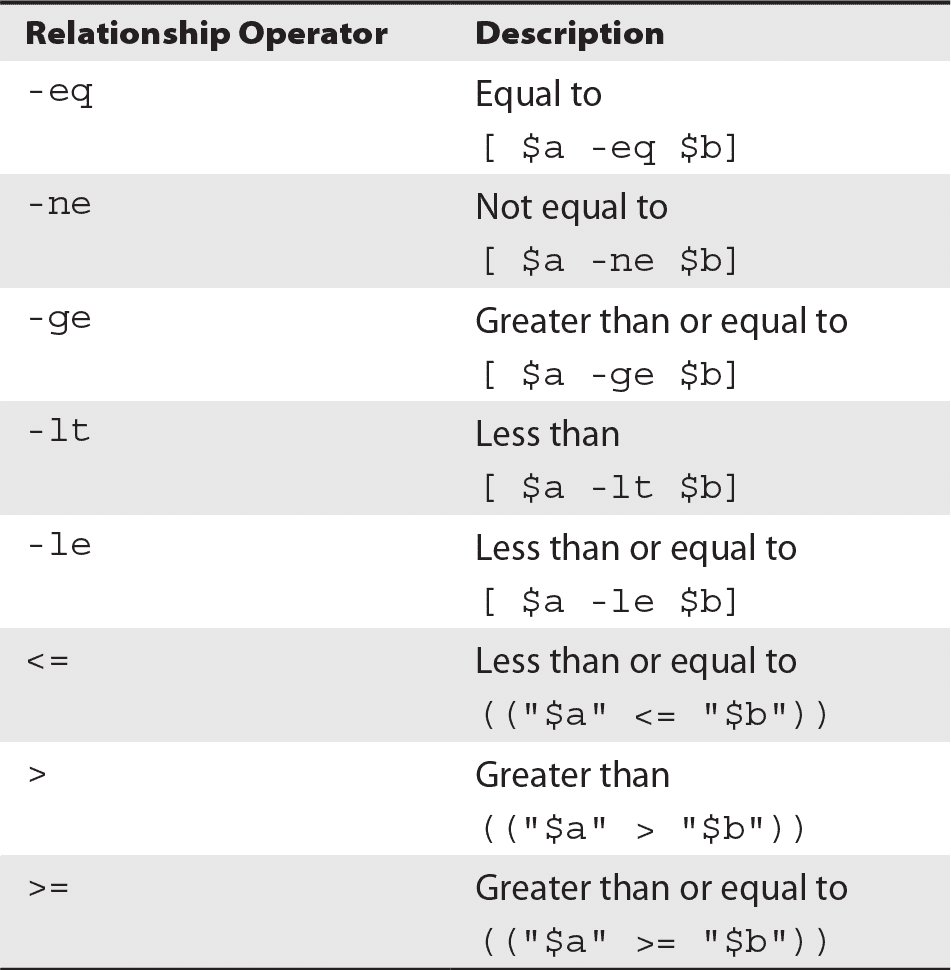 Relationship Operator Description
-eq Equal to
[ $a -eq $b]
-ne Not equal to
[ $a -ne $b]
-ge Greater than or equal to
[ $a -ge $b]
-lt Less than
[ $a -lt $b]
-le Less than or equal to
[ $a -le $b]
<= Less than or equal to
(("$a" <= "$b"))
> Greater than
(("$a" > "$b"))
>= Greater than or equal to
(("$a" >= "$b"))